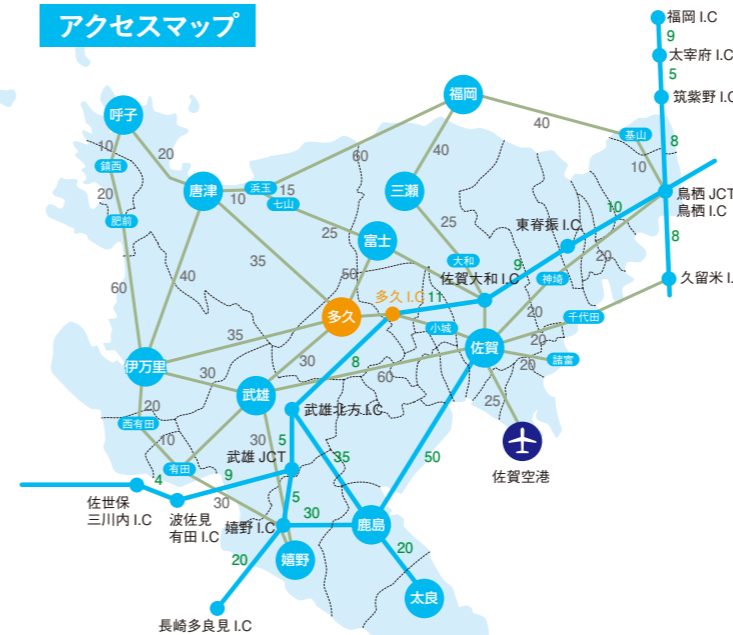 アクセスマップ
福岡 I.C
9
太宰府 I.C
5
筑紫野 I.C
8
福岡
40
基山
10
呼子
10
20
鎮西
20
肥前
60
唐津
10
浜玉
15
七山
60
40
三瀬
25
大和
鳥栖 JCT
鳥栖 I.C
10
東脊振 I.C
8
久留米 I.
20
富士
25
50
35
40
佐賀大和 I.C
9
神埼
20
千代田
20
諸富
20
多久 I.C
11
多久
小城
佐賀
35
30
8
60
25
佐賀空港
伊万里
30
武雄
20
西有田
10
有田
30
武雄北方 I.C
5
武雄 JCT
35
50
9
4
佐世保
三川内 I.C
波佐見
有田 I.C
30
5
嬉野 I.C
30
鹿島
20
嬉野
20
太良
長崎多良見 I.C